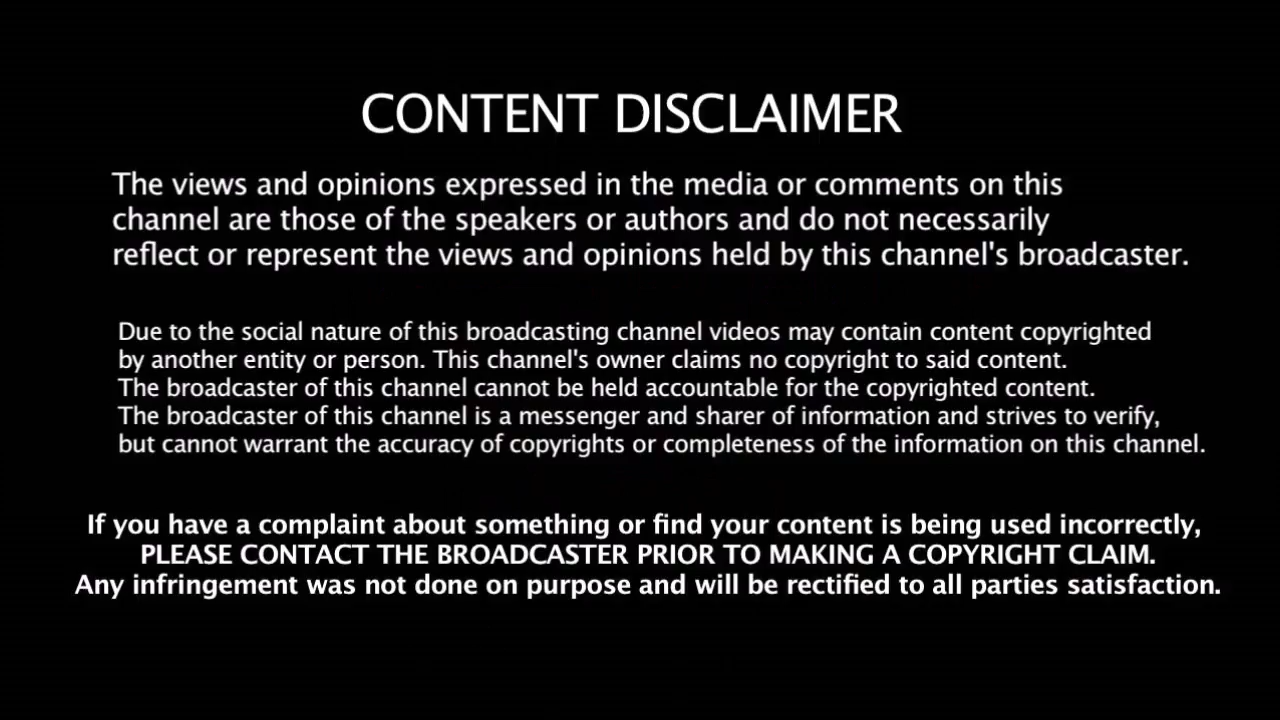 CONTENT DISCLAIMER
The views and opinions expressed in the media or comments on this
channel are those of the speakers or authors and do not necessarily
reflect or represent the views and opinions held by this channel's broadcaster.
Due to the social nature of this broadcasting channel videos may contain content copyrighted
by another entity or person. This channel's owner claims no copyright to said content.
The broadcaster of this channel cannot be held accountable for the copyrighted content.
The broadcaster of this channel is a messenger and sharer of information and strives to verify,
but cannot warrant the accuracy of copyrights or completeness of the information on this channel.
If you have a complaint about something or find your content is being used incorrectly,
PLEASE CONTACT THE BROADCASTER PRIOR TO MAKING A COPYRIGHT CLAIM.
Any infringement was not done on purpose and will be rectified to all parties satisfaction.